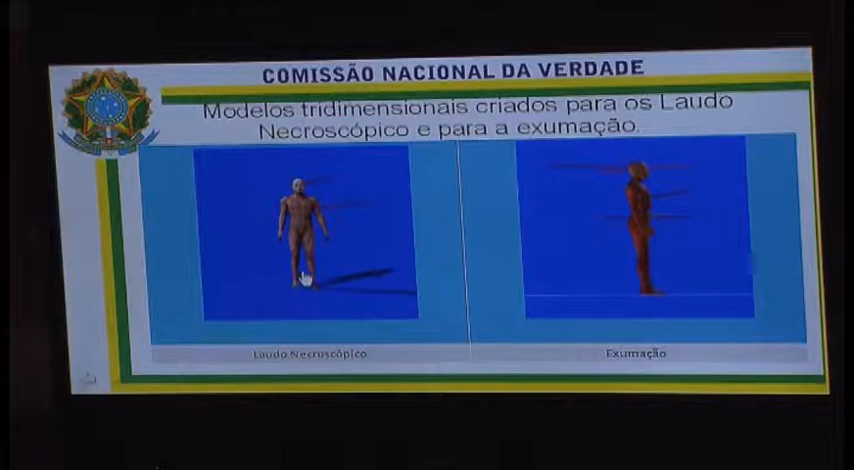 COMISSÃO NACIONAL DA VERDADE
Modelos tridimensionais criados para os Laudo
Necroscópico e para a exumação.
Laudo Necroscópico
Exumação